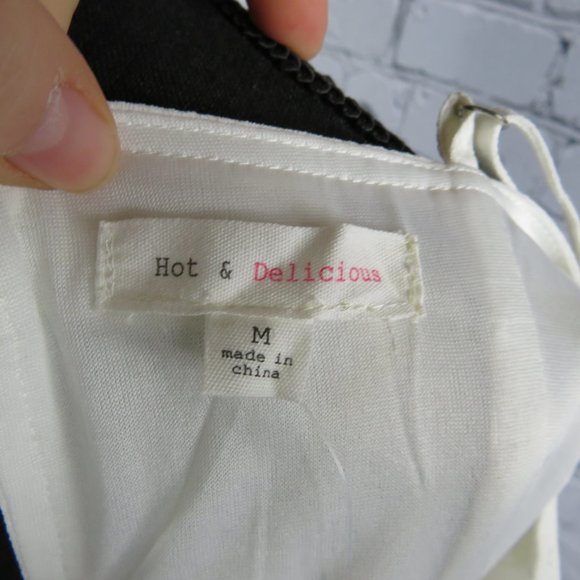 Hot & Delicious
M
made in
china